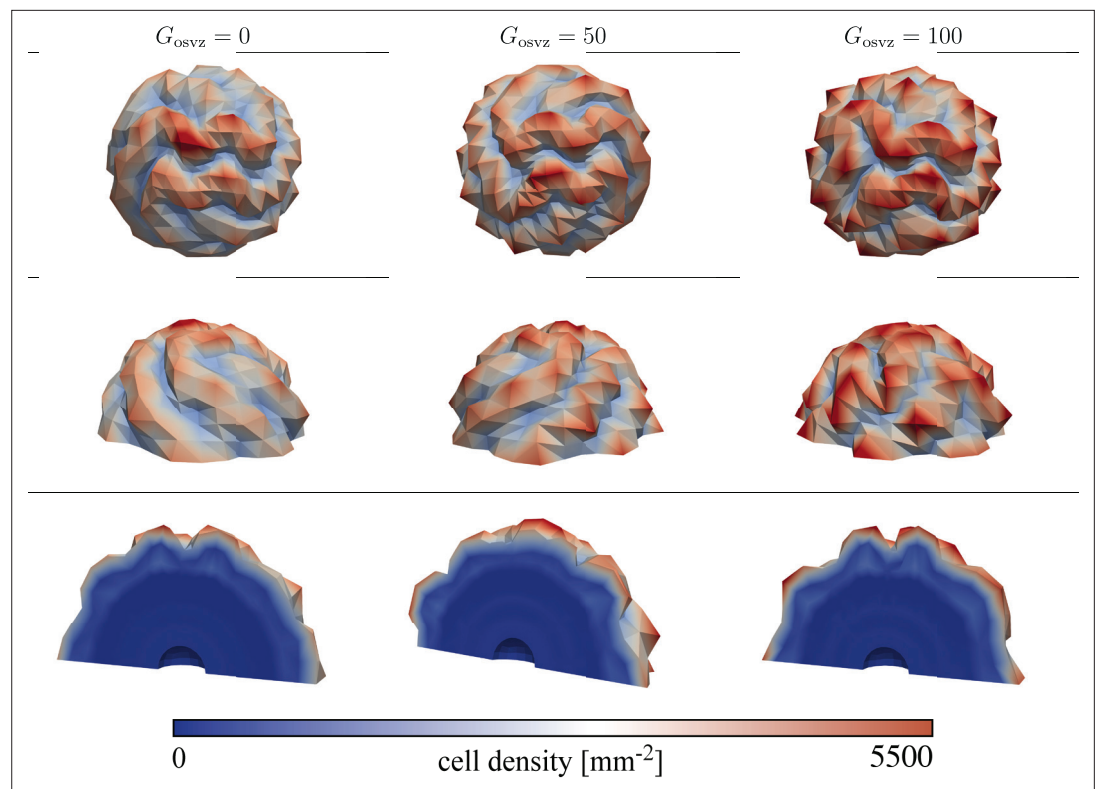 G_osvz = 0 G_osvz = 50 G_osvz = 100
0 cell density [mm⁻²] 5500